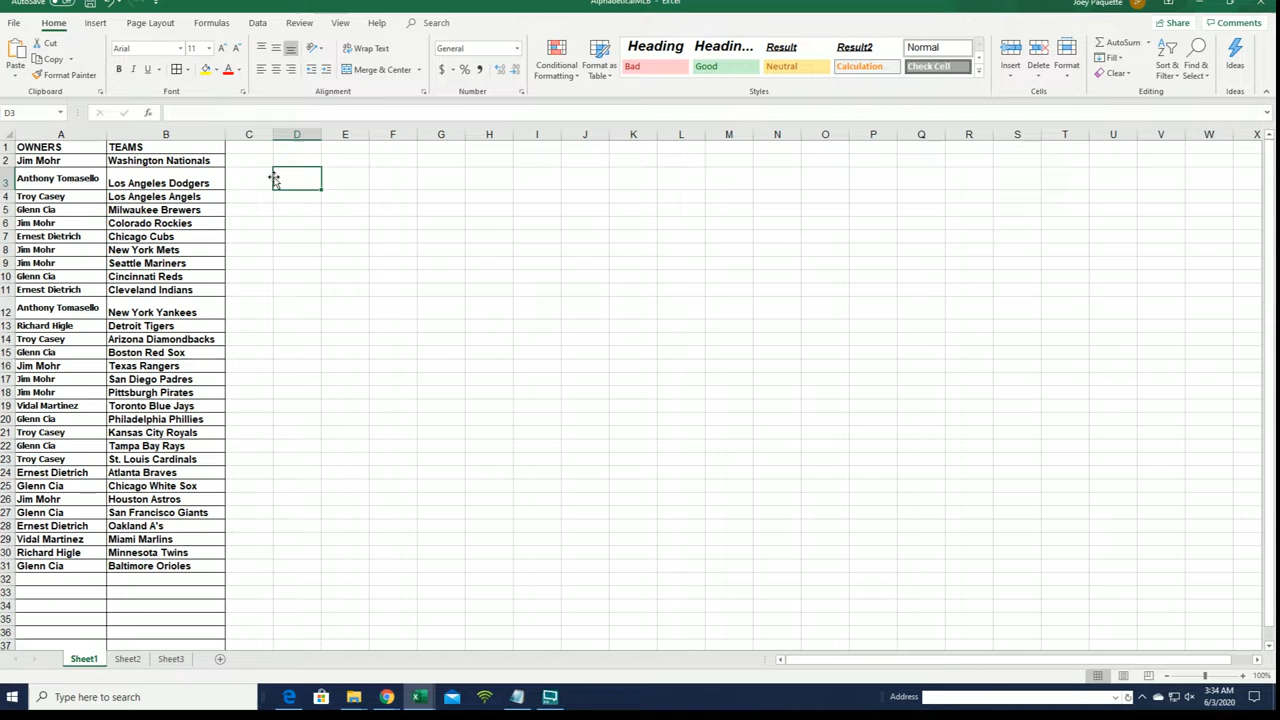 AutoSave
AlphabeticalMLB - Excel
Joey Paquette
JP
File Home Insert Page Layout Formulas Data Review View Help Search
Share Comments
Paste Cut Copy Format Painter
Arial 11
B I U
Wrap Text
Merge & Center
General
$ % ,
Conditional Formatting Format as Table
Heading Headin... Result Result2 Normal
Bad Good Neutral Calculation Check Cell
Insert Delete Format
AutoSum Fill Clear
Sort & Filter Find & Select
Ideas
Clipboard Font Alignment Number Styles Cells Editing Ideas
D3 fx
A B C D E F G H I J K L M N O P Q R S T U V W X
1 OWNERS TEAMS
2 Jim Mohr Washington Nationals
3 Anthony Tomasello Los Angeles Dodgers
4 Troy Casey Los Angeles Angels
5 Glenn Cia Milwaukee Brewers
6 Jim Mohr Colorado Rockies
7 Ernest Dietrich Chicago Cubs
8 Jim Mohr New York Mets
9 Jim Mohr Seattle Mariners
10 Glenn Cia Cincinnati Reds
11 Ernest Dietrich Cleveland Indians
12 Anthony Tomasello New York Yankees
13 Richard Higle Detroit Tigers
14 Troy Casey Arizona Diamondbacks
15 Glenn Cia Boston Red Sox
16 Jim Mohr Texas Rangers
17 Jim Mohr San Diego Padres
18 Jim Mohr Pittsburgh Pirates
19 Vidal Martinez Toronto Blue Jays
20 Glenn Cia Philadelphia Phillies
21 Troy Casey Kansas City Royals
22 Glenn Cia Tampa Bay Rays
23 Troy Casey St. Louis Cardinals
24 Ernest Dietrich Atlanta Braves
25 Glenn Cia Chicago White Sox
26 Jim Mohr Houston Astros
27 Glenn Cia San Francisco Giants
28 Ernest Dietrich Oakland A's
29 Vidal Martinez Miami Marlins
30 Richard Higle Minnesota Twins
31 Glenn Cia Baltimore Orioles
32
33
34
35
36
37
Sheet1 Sheet2 Sheet3
100%
Type here to search
Address
3:34 AM
6/3/2020